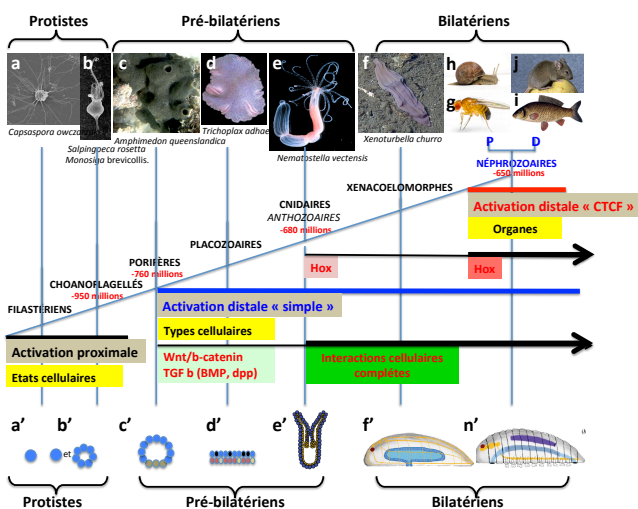 Protistes
Pré-bilatériens
Bilatériens
a
b
c
d
e
f
h
j
g
i
Capsaspora owczarzaki
Salpingoeca rosetta
Monosiga brevicollis.
Amphimedon queenslandica
Trichoplax adhae
Nematostella vectensis
Xenoturbella churro
P
D
NÉPHROZOAIRES
-650 millions
XENACOELOMORPHES
Activation distale « CTCF »
Organes
CNIDAIRES
ANTHOZOAIRES
-680 millions
PLACOZOAIRES
Hox
Hox
PORIFÈRES
-760 millions
CHOANOFLAGELLÉS
-950 millions
FILASTÉRIENS
Activation distale « simple »
Types cellulaires
Activation proximale
Etats cellulaires
Wnt/b-catenin
TGF b (BMP, dpp)
Interactions cellulaires
complétes
a’
b’
c’
d’
e’
f’
n’
et
Protistes
Pré-bilatériens
Bilatériens